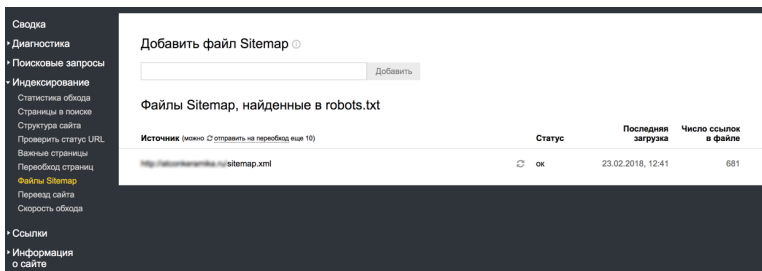 Сводка
Диагностика
Поисковые запросы
Индексирование
Статистика обхода
Страницы в поиске
Структура сайта
Проверить статус URL
Важные страницы
Переобход страниц
Файлы Sitemap
Переезд сайта
Скорость обхода
Ссылки
Информация
о сайте
Добавить файл Sitemap
Добавить
Файлы Sitemap, найденные в robots.txt
Источник (можно отправить на переобход еще 10) Статус Последняя загрузка Число ссылок в файле
/sitemap.xml ок 23.02.2018, 12:41 681